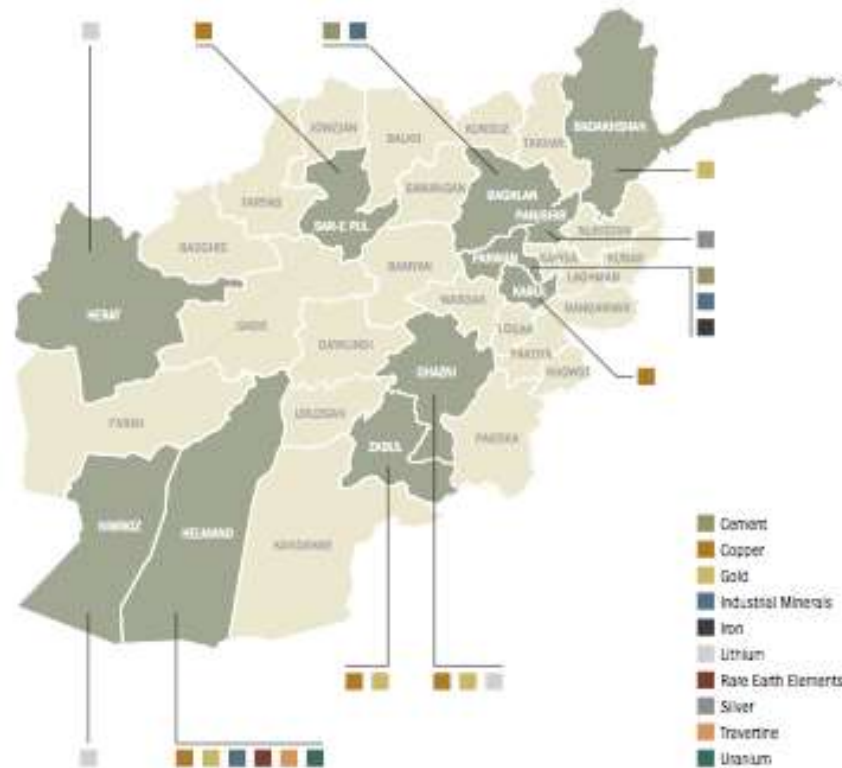 JOWZJAN
BALKH
KUNDUZ
TAKHAR
BADAKHSHAN
FARYAB
SAR-E PUL
SAMANGAN
BAGHLAN
PANJSHIR
NURISTAN
BADGHIS
BAMYAN
PARWAN
KAPISA
KUNAR
LAGHMAN
KABUL
NANGARHAR
HERAT
GHOR
WARDAK
LOGAR
DAYKUNDI
PAKTIYA
GHAZNI
KHOWST
FARAH
URUZGAN
ZABUL
PAKTIKA
NIMROZ
HELMAND
KANDAHAR
Cement
Copper
Gold
Industrial Minerals
Iron
Lithium
Rare Earth Elements
Silver
Travertine
Uranium